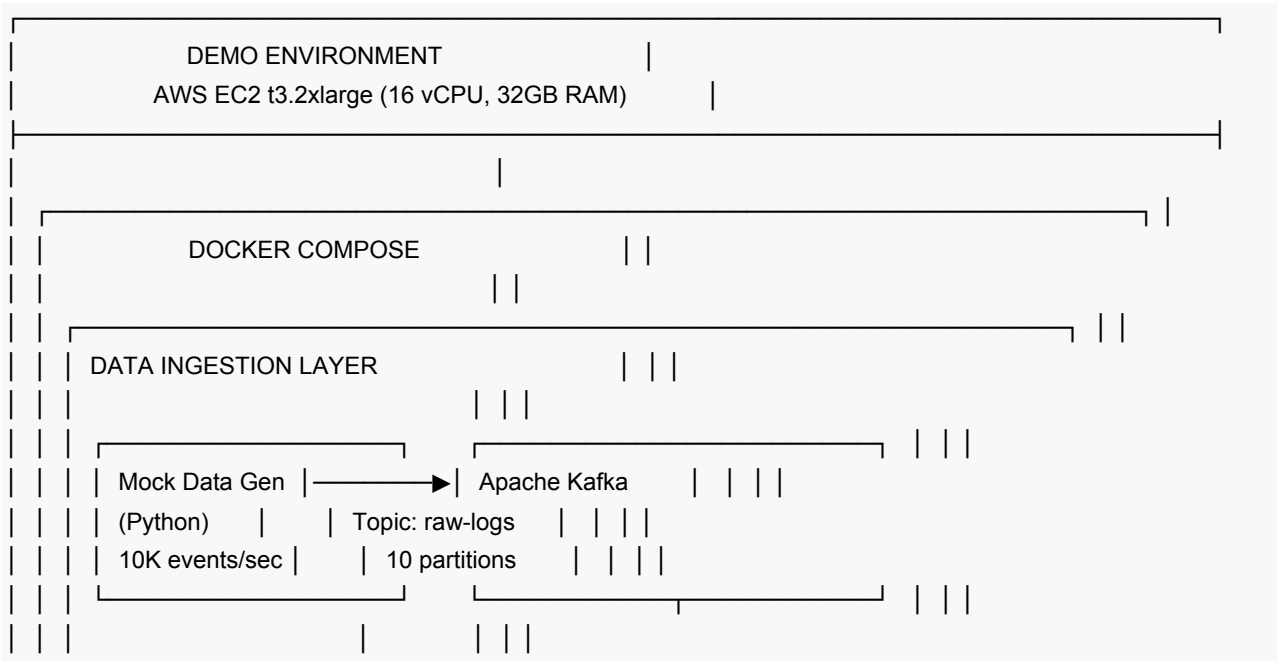 DEMO ENVIRONMENT
AWS EC2 t3.2xlarge (16 vCPU, 32GB RAM)
DOCKER COMPOSE
DATA INGESTION LAYER
Mock Data Gen Apache Kafka
(Python) Topic: raw-logs
10K events/sec 10 partitions